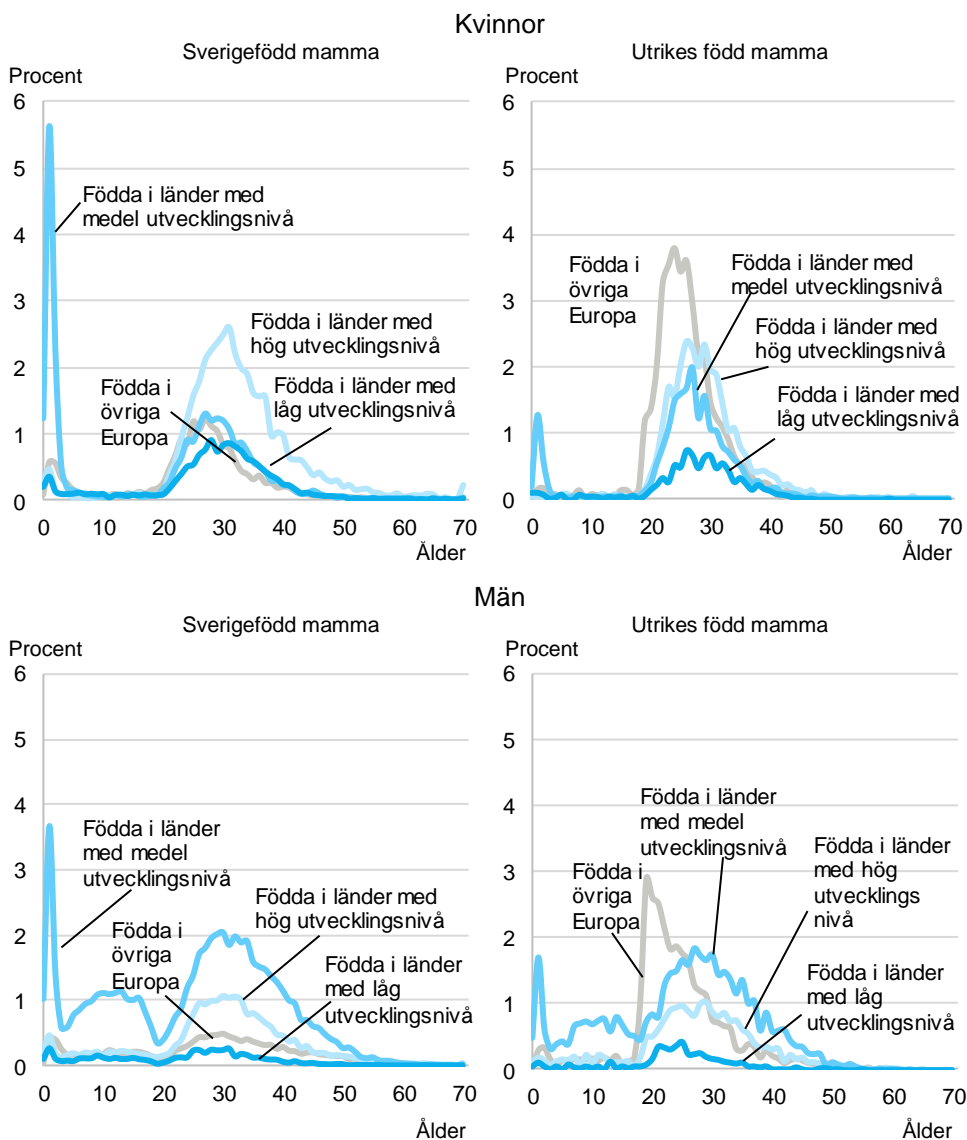 Kvinnor
Sverigefödd mamma
Procent
6
5
4
3
2
1
0
Födda i länder med
medel utvecklingsnivå
Födda i länder med
hög utvecklingsnivå
Födda i
övriga
Europa
Födda i länder med
låg utvecklingsnivå
0 10 20 30 40 50 60 70
Ålder
Utrikes född mamma
Procent
6
5
4
3
2
1
0
Födda i
övriga
Europa
Födda i länder med
medel utvecklingsnivå
Födda i länder med
hög utvecklingsnivå
Födda i länder med
låg utvecklingsnivå
0 10 20 30 40 50 60 70
Ålder
Män
Sverigefödd mamma
Procent
6
5
4
3
2
1
0
Födda i länder
med medel
utvecklingsnivå
Födda i länder med
hög utvecklingsnivå
Födda i
övriga
Europa
Födda i länder
med låg
utvecklingsnivå
0 10 20 30 40 50 60 70
Ålder
Utrikes född mamma
Procent
6
5
4
3
2
1
0
Födda i länder
med medel
utvecklingsnivå
Födda i
övriga
Europa
Födda i länder
med hög
utvecklings
nivå
Födda i länder
med låg
utvecklingsnivå
0 10 20 30 40 50 60 70
Ålder